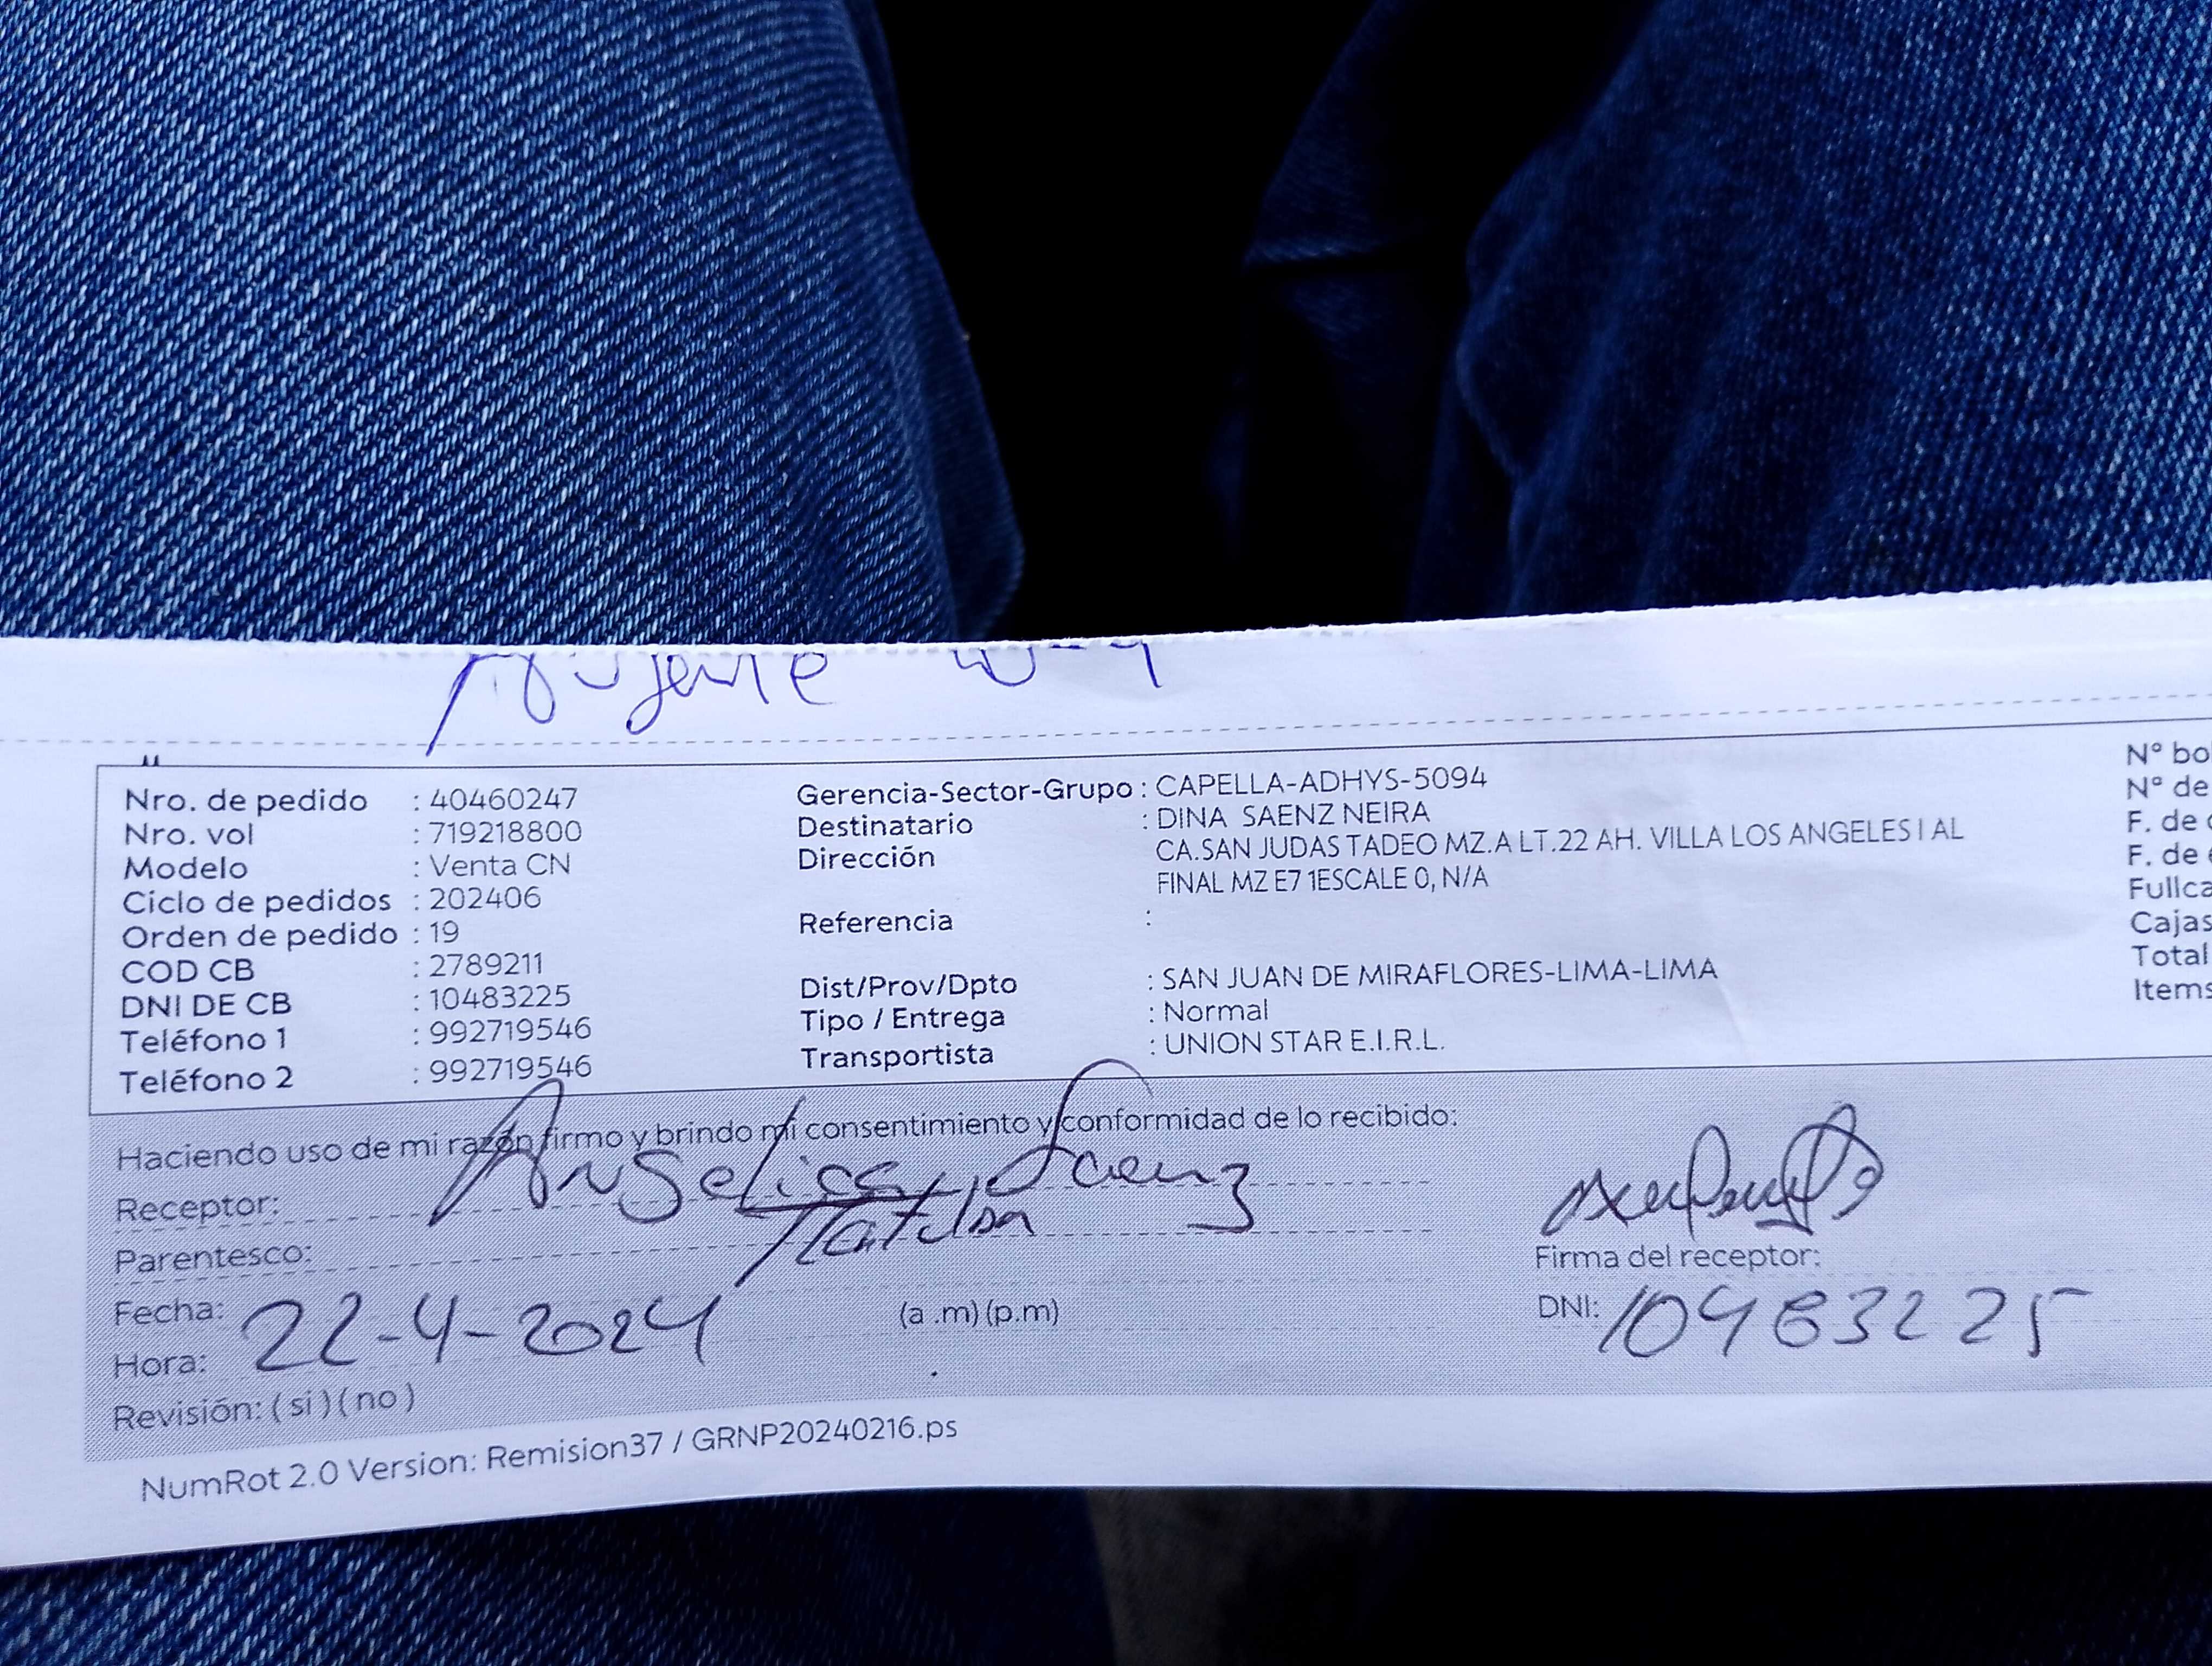 Nro. de pedido : 40460247
Nro. vol : 719218800
Modelo : Venta CN
Ciclo de pedidos : 202406
Orden de pedido : 19
COD CB : 2789211
DNI DE CB : 10483225
Teléfono 1 : 992719546
Teléfono 2 : 992719546
Gerencia-Sector-Grupo : CAPELLA-ADHYS-5094
Destinatario : DINA SAENZ NEIRA
Dirección CA.SAN JUDAS TADEO MZ.A LT.22 AH. VILLA LOS ANGELES I AL
FINAL MZ E7 1ESCALE 0, N/A
Referencia :
Dist/Prov/Dpto : SAN JUAN DE MIRAFLORES-LIMA-LIMA
Tipo / Entrega : Normal
Transportista : UNION STAR E.I.R.L.
Nº bo
Nº de
F. de
F. de
Fullca
Cajas
Total
Items
Haciendo uso de mi razón firmo y brindo mi consentimiento y conformidad de lo recibido:
Receptor: Angelica Saenz
Parentesco:
Fecha: 22-4-2024 (a .m) (p.m)
Hora:
Revisión: ( si ) ( no )
Firma del receptor:
DNI: 10483225
NumRot 2.0 Version: Remision37 / GRNP20240216.ps